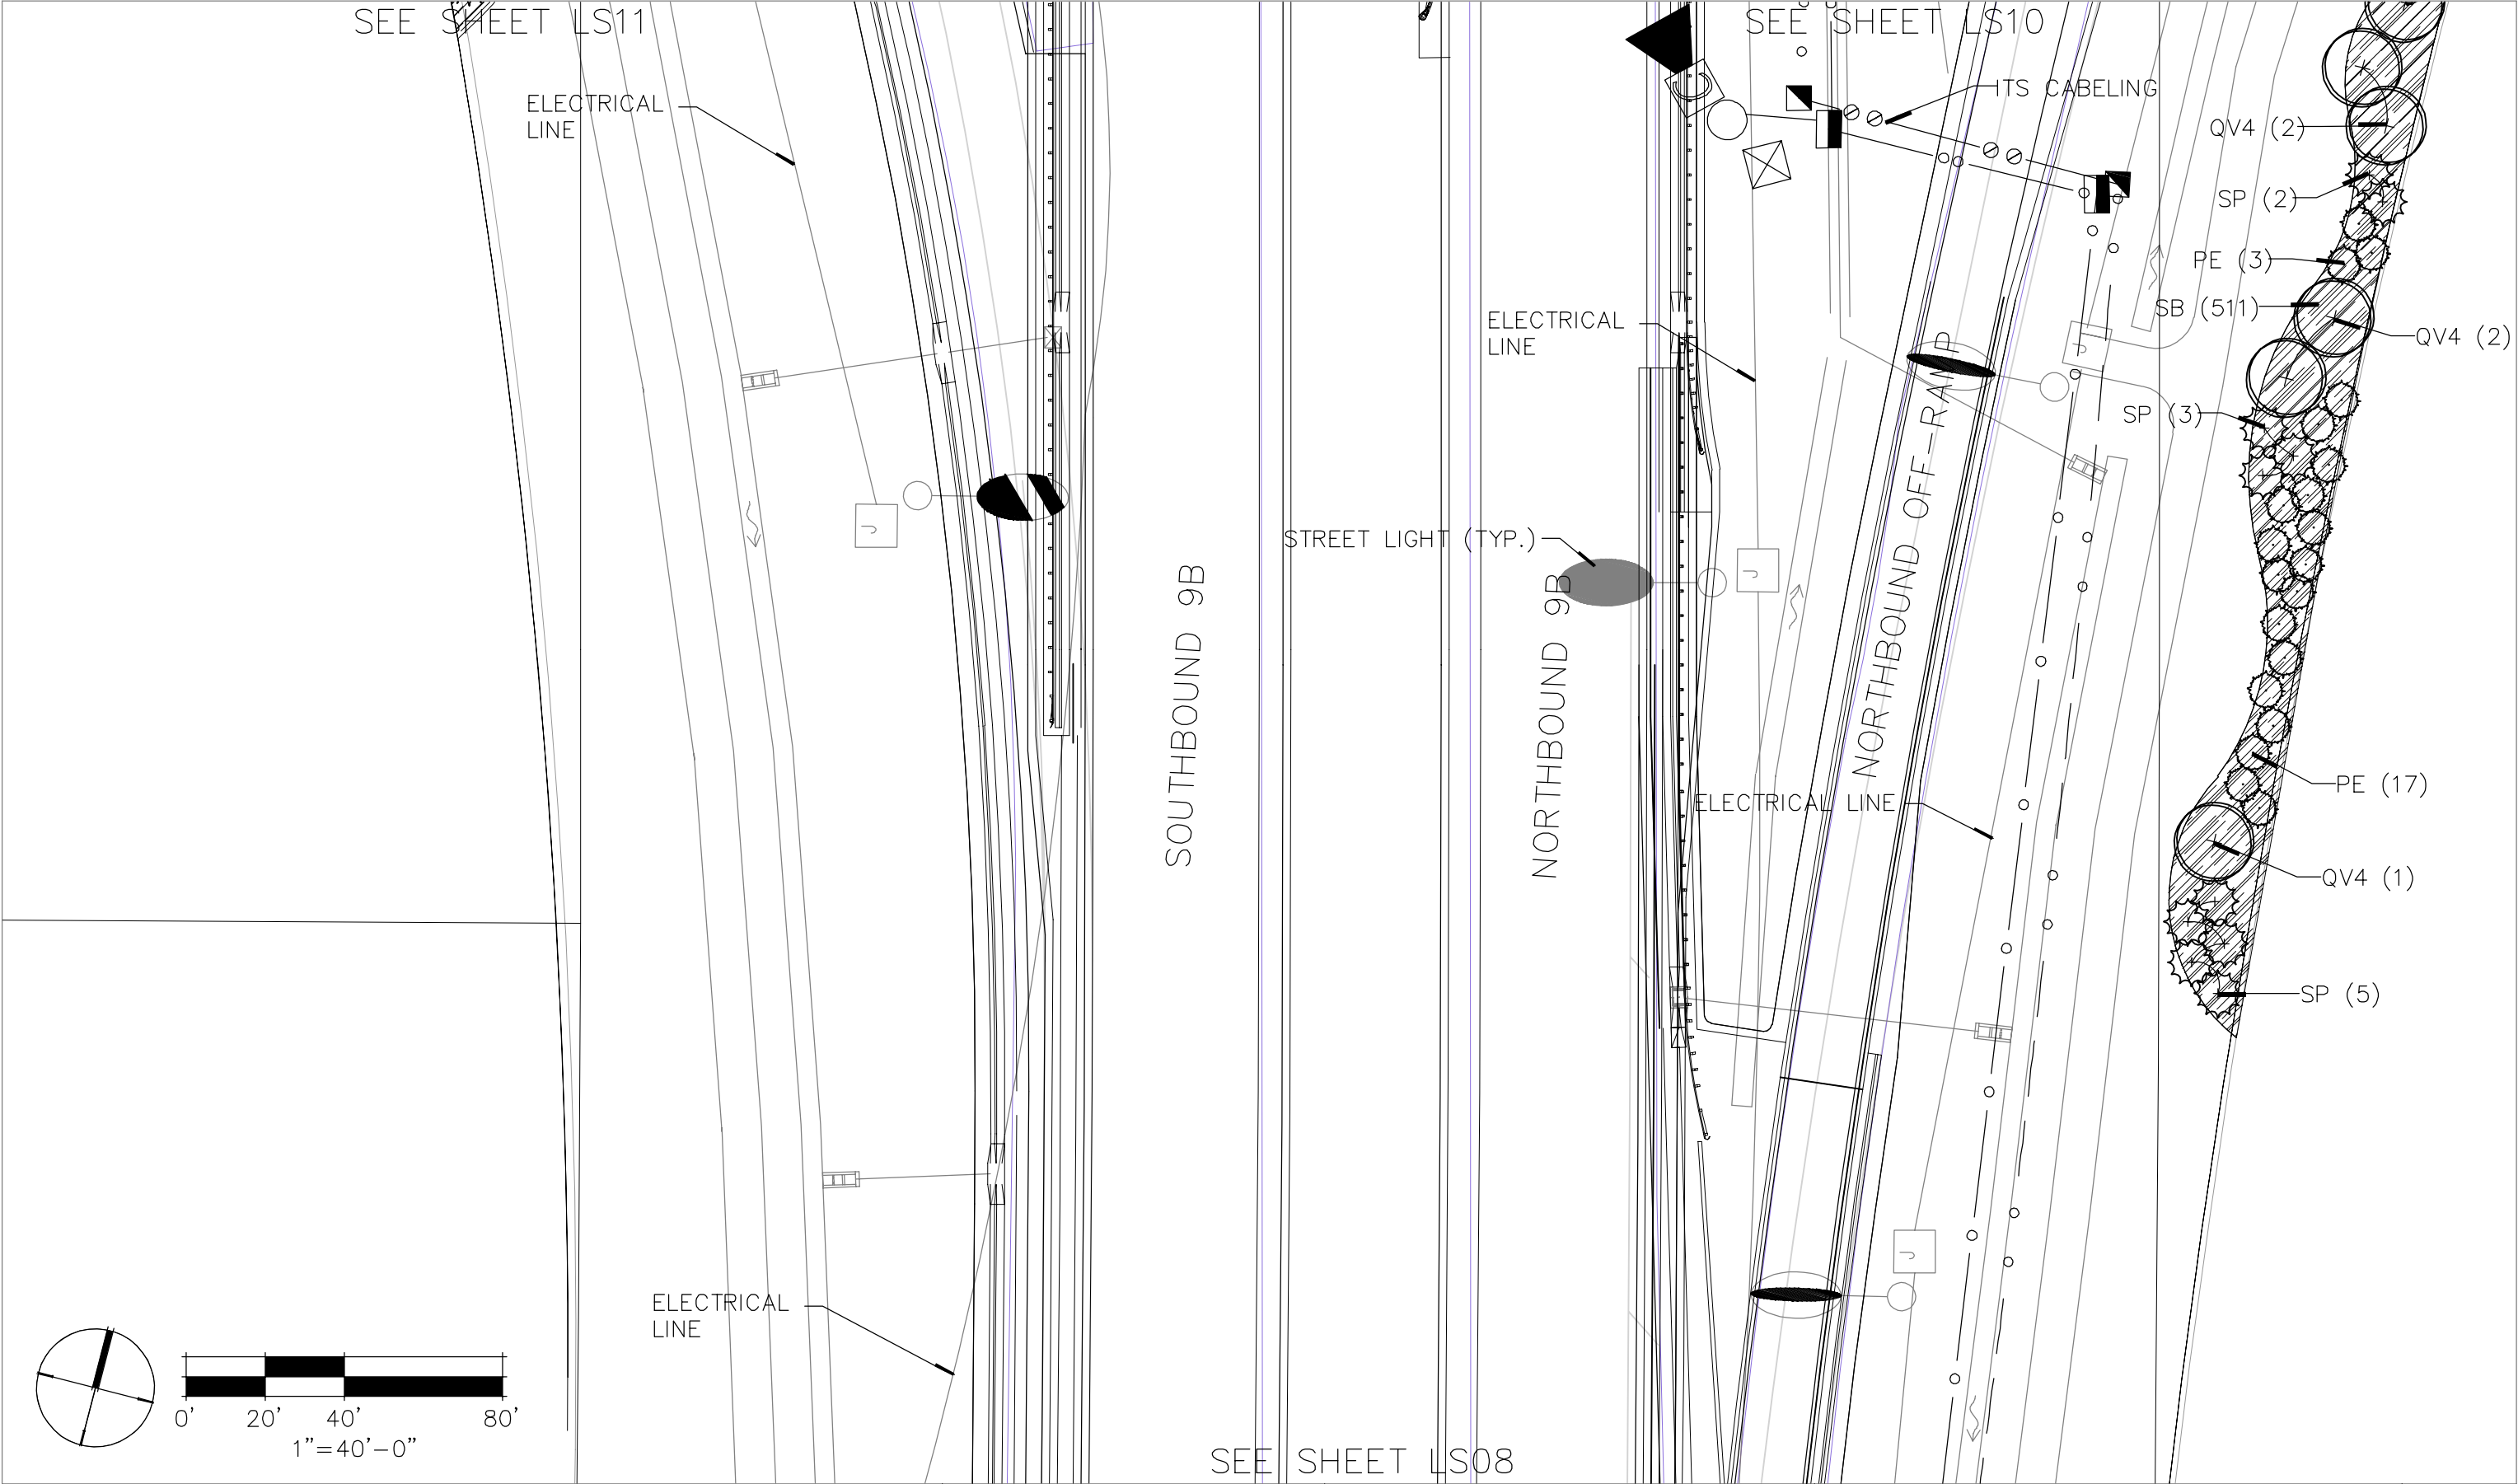 SEE SHEET LS11
SEE SHEET LS10
ELECTRICAL
LINE
ITS CABELING
QV4 (2)
SP (2)
PE (3)
SB (511)
QV4 (2)
ELECTRICAL
LINE
SP (3)
J
J
J
STREET LIGHT (TYP.)
SOUTHBOUND 9B
NORTHBOUND 9B
NORTHBOUND OFF-RAMP
ELECTRICAL LINE
PE (17)
QV4 (1)
SP (5)
J
ELECTRICAL
LINE
0' 20' 40' 80'
1"=40'-0"
SEE SHEET LS08